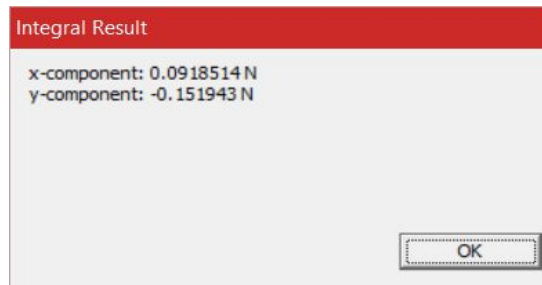 Integral Result
x-component: 0.0918514 N
y-component: -0.151943 N
OK